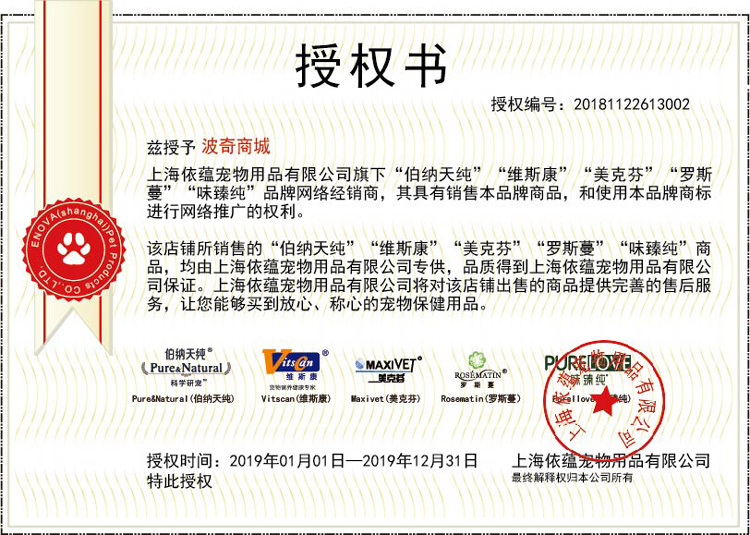 授权书
授权编号：20181122613002
兹授予 波奇商城
上海依蕴宠物用品有限公司旗下“伯纳天纯”“维斯康”“美克芬”“罗斯
蔓”“味臻纯”品牌网络经销商，其具有销售本品牌商品，和使用本品牌商标
进行网络推广的权利。
该店铺所销售的“伯纳天纯”“维斯康”“美克芬”“罗斯蔓”“味臻纯”商
品，均由上海依蕴宠物用品有限公司专供，品质得到上海依蕴宠物用品有限公
司保证。上海依蕴宠物用品有限公司将对该店铺出售的商品提供完善的售后服
务，让您能够买到放心、称心的宠物保健用品。
ENOVA(shanghai)Pet Products CO.,LTD.
伯纳天纯®
Pure&Natural
科学研宠™
Pure&Natural(伯纳天纯)
Vitscan®
维斯康
宠物营养健康专家
Vitscan(维斯康)
MAXIVET®
美克芬
Maxivet(美克芬)
ROSEMATIN®
罗斯蔓
Rosematin(罗斯蔓)
PURELOVE
味臻纯®
上海依蕴宠物用品有限公司
授权时间：2019年01月01日—2019年12月31日
特此授权
上海依蕴宠物用品有限公司
最终解释权归本公司所有